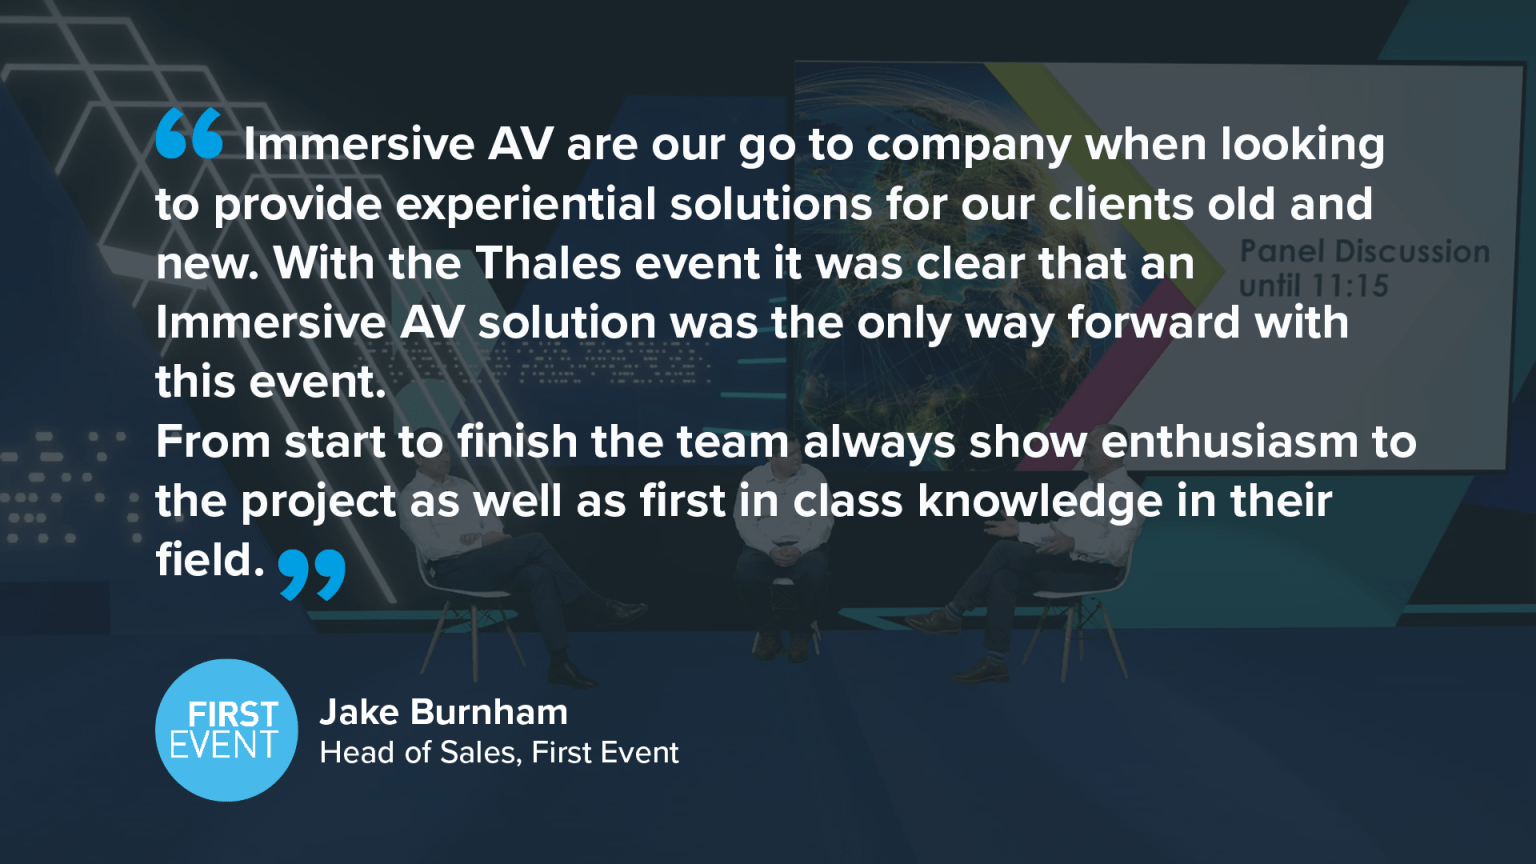 “ Immersive AV are our go to company when looking
to provide experiential solutions for our clients old and
new. With the Thales event it was clear that an
Immersive AV solution was the only way forward with
this event.
From start to finish the team always show enthusiasm to
the project as well as first in class knowledge in their
field. ”
Panel Discussion
until 11:15
FIRST
EVENT
Jake Burnham
Head of Sales, First Event